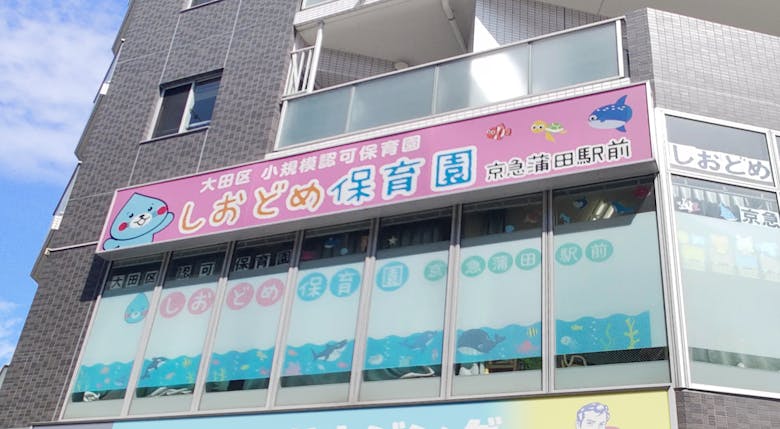 大田区 小規模認可保育園
しおどめ保育園 京急蒲田駅前
大田区 認可 保育園
しおどめ 保育園 京急蒲田駅前
しおどめ
京急